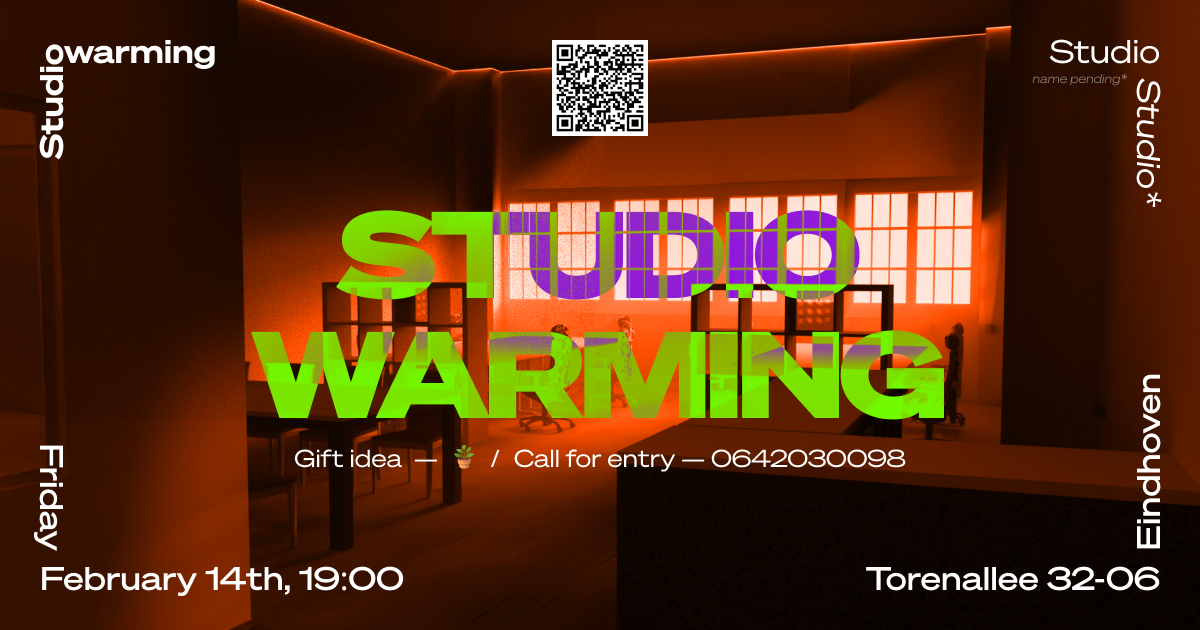 Studiowarming
Studio
name pending*
Studio*
STUDIO
WARMING
Gift idea — 🪴 / Call for entry — 0642030098
Friday
February 14th, 19:00
Eindhoven
Torenallee 32-06